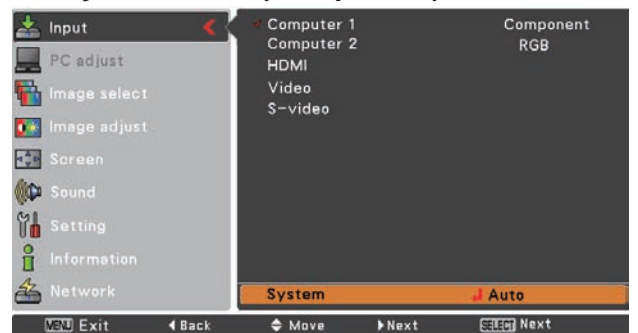 Input
PC adjust
Image select
Image adjust
Screen
Sound
Setting
Information
Network
Computer 1 Component
Computer 2 RGB
HDMI
Video
S-video
System Auto
MENU Exit Back Move Next SELECT Next